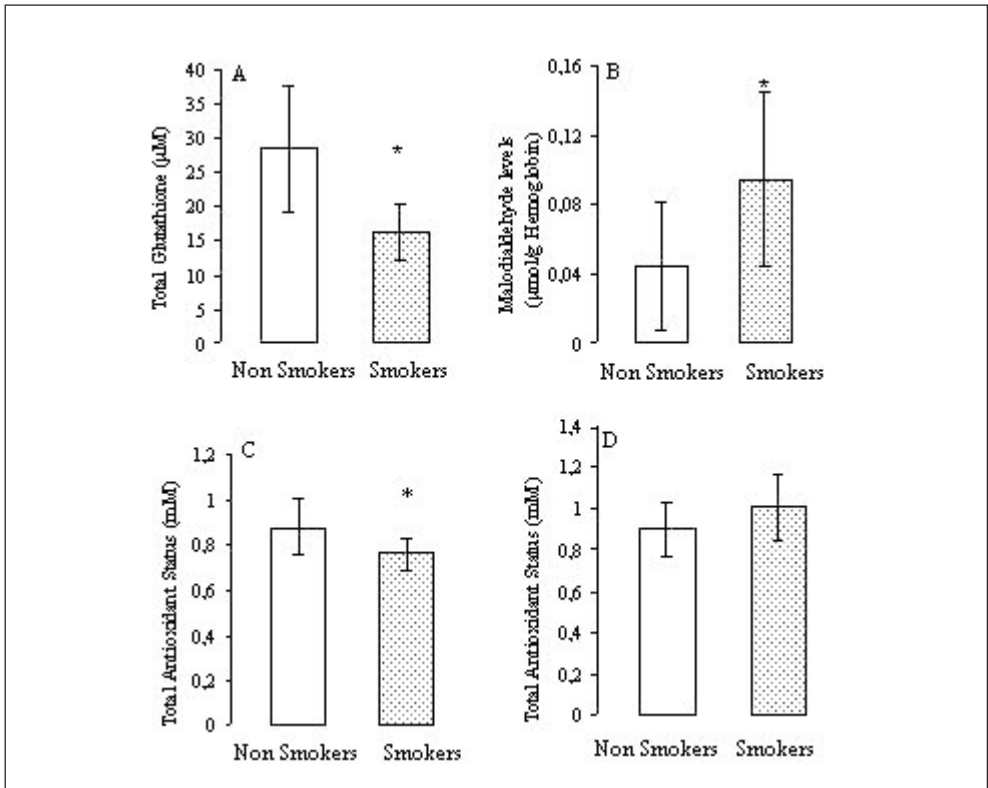 A
40
35
30
25
20
15
10
5
0
Total Glutathione (µM)
*
Non Smokers Smokers
B
0,16
0,12
0,08
0,04
0
Malodialdehyde levels
(µmol/g Hemoglobin)
*
Non Smokers Smokers
C
1,2
1
0,8
0,6
0,4
0,2
0
Total Antioxidant Status (mM)
*
Non Smokers Smokers
D
1,4
1,2
1
0,8
0,6
0,4
0,2
0
Total Antioxidant Status (mM)
Non Smokers Smokers